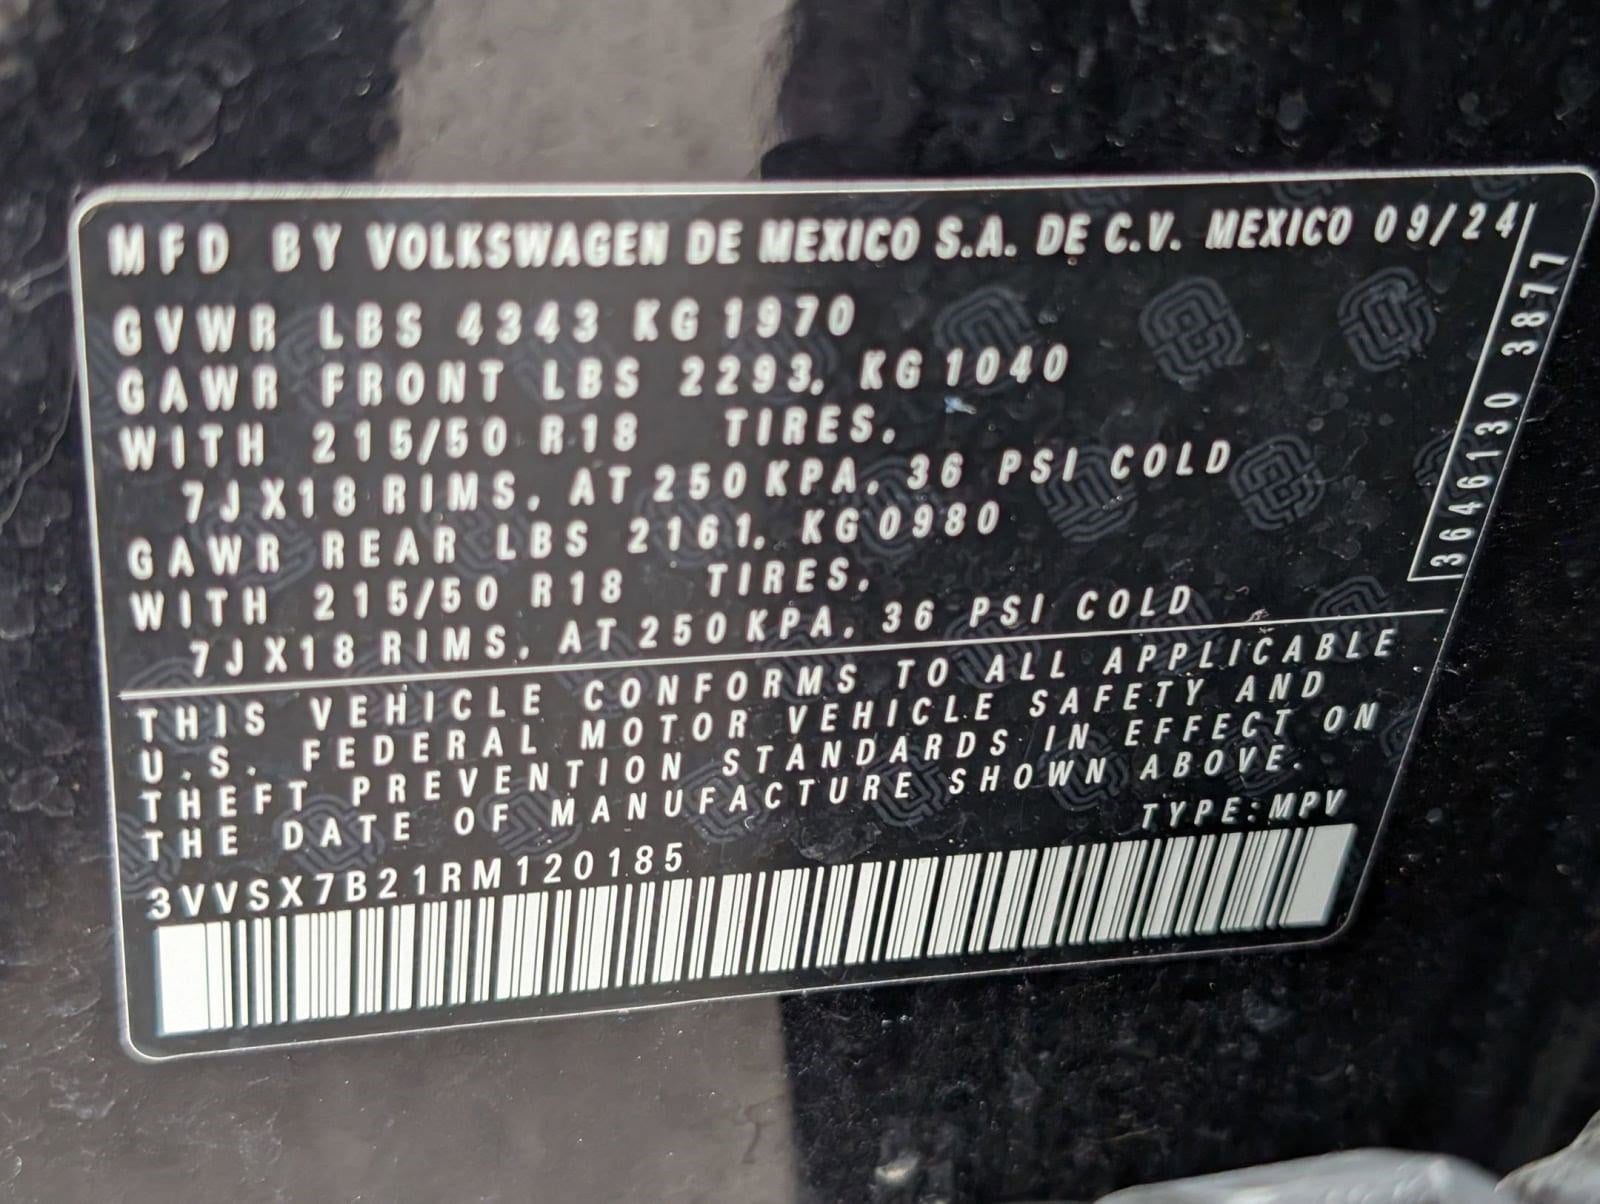 MFD BY VOLKSWAGEN DE MEXICO S.A. DE C.V. MEXICO 09/24
GVWR LBS 4343 KG 1970
GAWR FRONT LBS 2293, KG 1040
WITH 215/50 R18 TIRES,
7JX18 RIMS, AT 250 KPA, 36 PSI COLD
GAWR REAR LBS 2161, KG 0980
WITH 215/50 R18 TIRES,
7JX18 RIMS, AT 250 KPA, 36 PSI COLD
3646130 3877
THIS VEHICLE CONFORMS TO ALL APPLICABLE
U.S. FEDERAL MOTOR VEHICLE SAFETY AND
THEFT PREVENTION STANDARDS IN EFFECT ON
THE DATE OF MANUFACTURE SHOWN ABOVE.
TYPE: MPV
3VVSX7B21RM120185